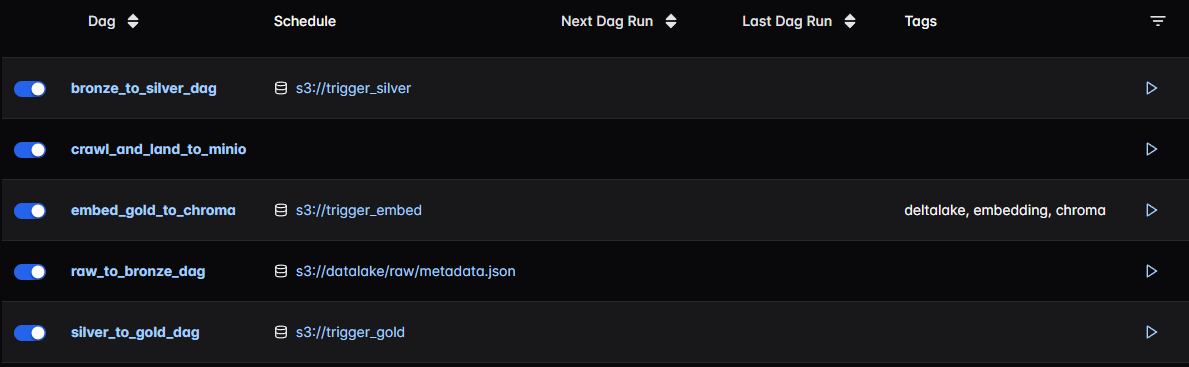 Dag Schedule Next Dag Run Last Dag Run Tags
bronze_to_silver_dag s3://trigger_silver
crawl_and_land_to_minio
embed_gold_to_chroma s3://trigger_embed deltalake, embedding, chroma
raw_to_bronze_dag s3://datalake/raw/metadata.json
silver_to_gold_dag s3://trigger_gold